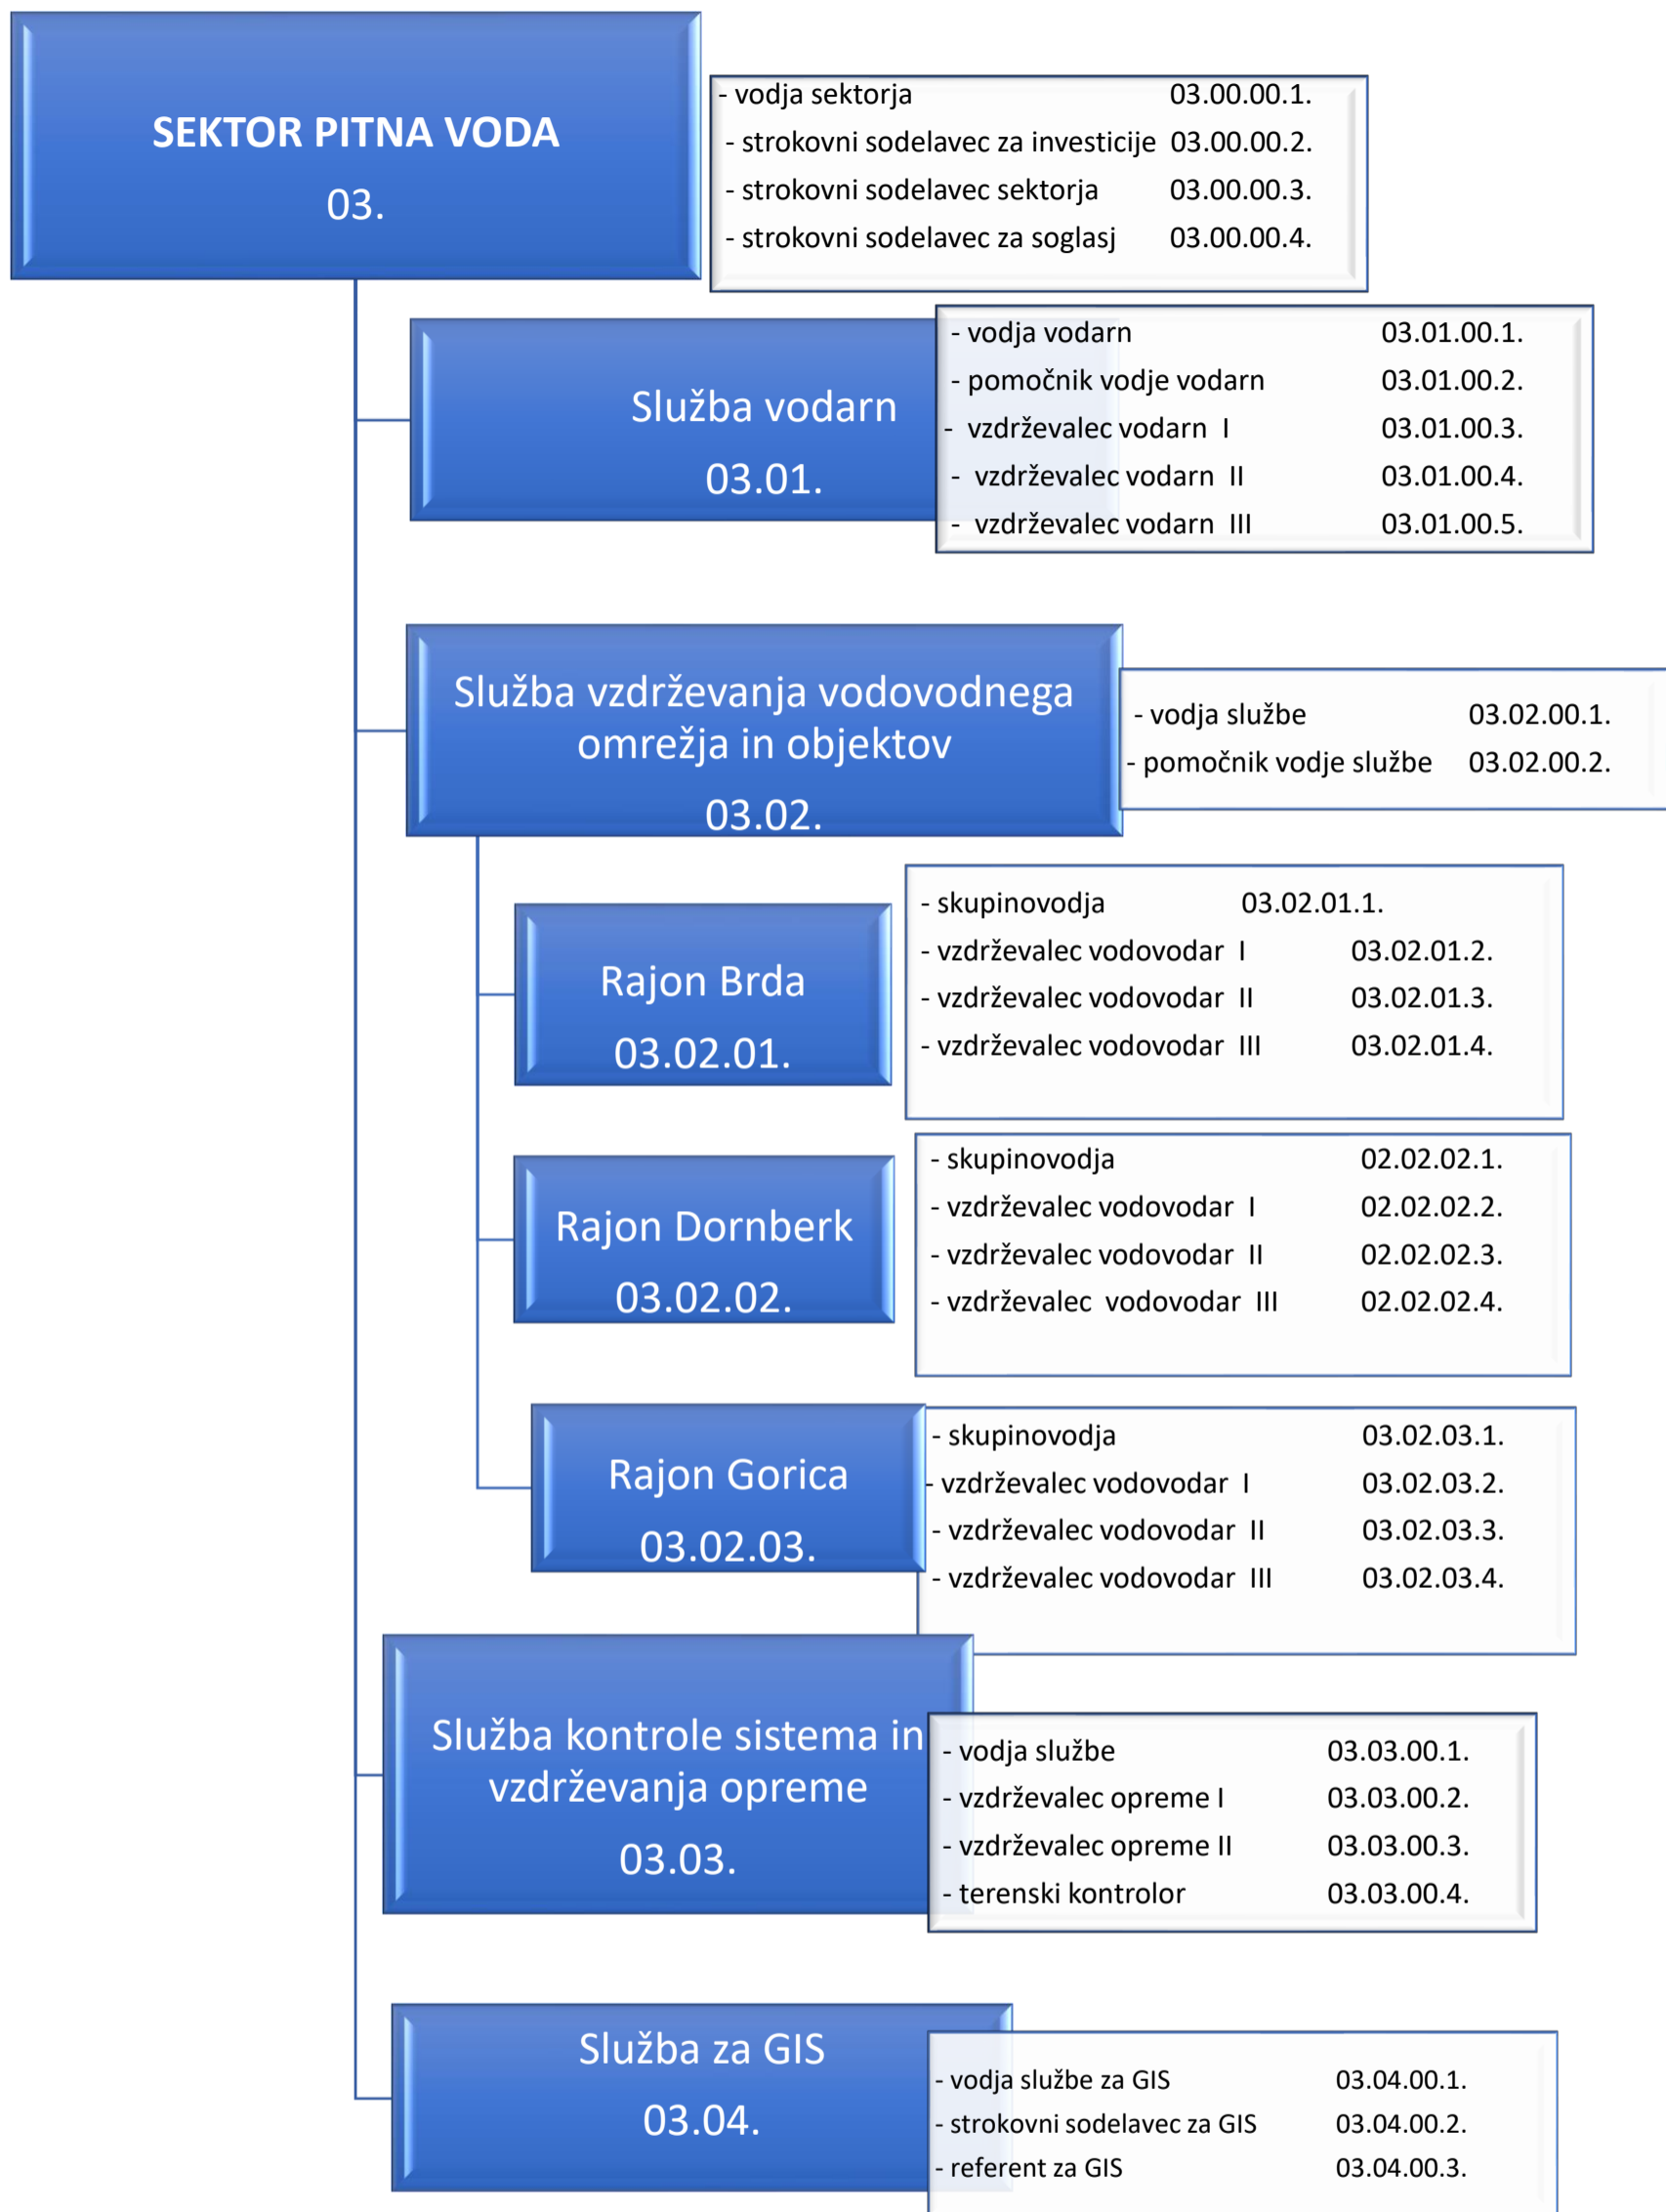 SEKTOR PITNA VODA
03.
- vodja sektorja 03.00.00.1.
- strokovni sodelavec za investicije 03.00.00.2.
- strokovni sodelavec sektorja 03.00.00.3.
- strokovni sodelavec za soglasj 03.00.00.4.
Služba vodarn
03.01.
- vodja vodarn 03.01.00.1.
- pomočnik vodje vodarn 03.01.00.2.
- vzdrževalec vodarn I 03.01.00.3.
- vzdrževalec vodarn II 03.01.00.4.
- vzdrževalec vodarn III 03.01.00.5.
Služba vzdrževanja vodovodnega
omrežja in objektov
03.02.
- vodja službe 03.02.00.1.
- pomočnik vodje službe 03.02.00.2.
Rajon Brda
03.02.01.
- skupinovodja 03.02.01.1.
- vzdrževalec vodovodar I 03.02.01.2.
- vzdrževalec vodovodar II 03.02.01.3.
- vzdrževalec vodovodar III 03.02.01.4.
Rajon Dornberk
03.02.02.
- skupinovodja 02.02.02.1.
- vzdrževalec vodovodar I 02.02.02.2.
- vzdrževalec vodovodar II 02.02.02.3.
- vzdrževalec vodovodar III 02.02.02.4.
Rajon Gorica
03.02.03.
- skupinovodja 03.02.03.1.
- vzdrževalec vodovodar I 03.02.03.2.
- vzdrževalec vodovodar II 03.02.03.3.
- vzdrževalec vodovodar III 03.02.03.4.
Služba kontrole sistema in
vzdrževanja opreme
03.03.
- vodja službe 03.03.00.1.
- vzdrževalec opreme I 03.03.00.2.
- vzdrževalec opreme II 03.03.00.3.
- terenski kontrolor 03.03.00.4.
Služba za GIS
03.04.
- vodja službe za GIS 03.04.00.1.
- strokovni sodelavec za GIS 03.04.00.2.
- referent za GIS 03.04.00.3.